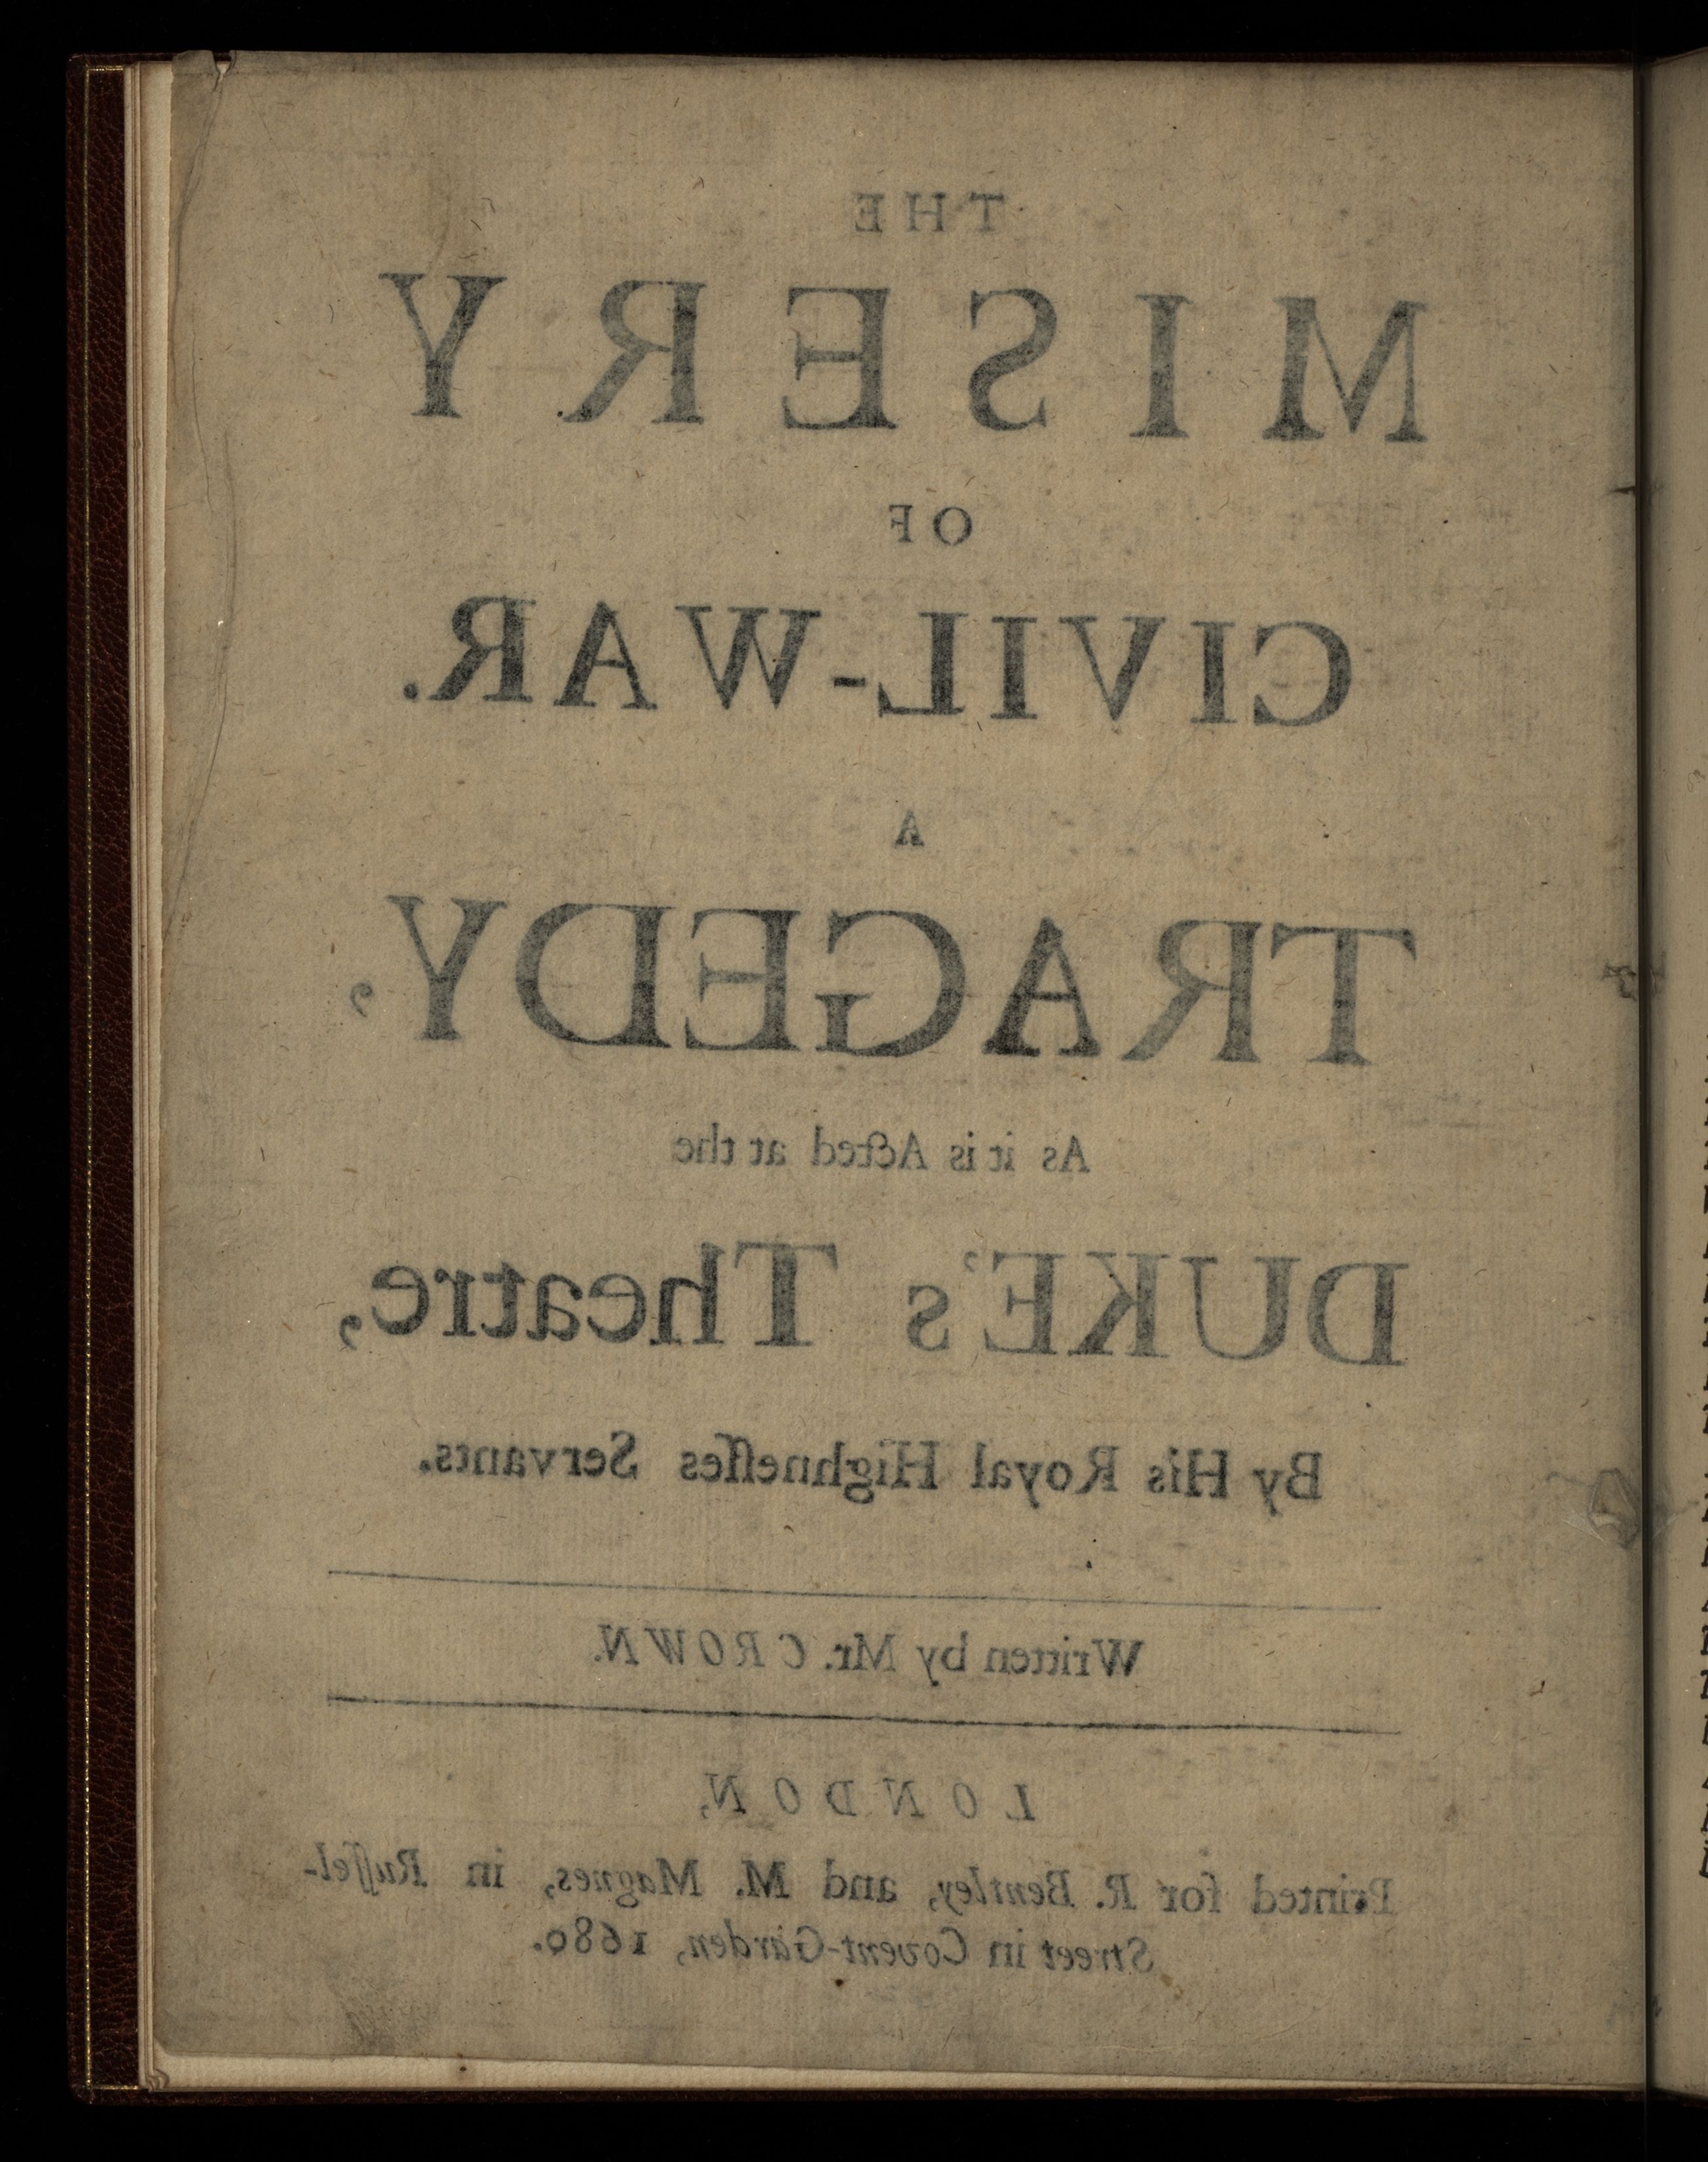 THE
MISERY
OF
CIVIL-WAR.
A
TRAGEDY,
As it is Acted at the
DUKE's Theatre,
By His Royal Highneſſes Servants.
Written by Mr. CROWN.
LONDON,
Printed for R. Bentley, and M. Magnes, in Ruſſel-
Street in Covent-Garden, 1680.